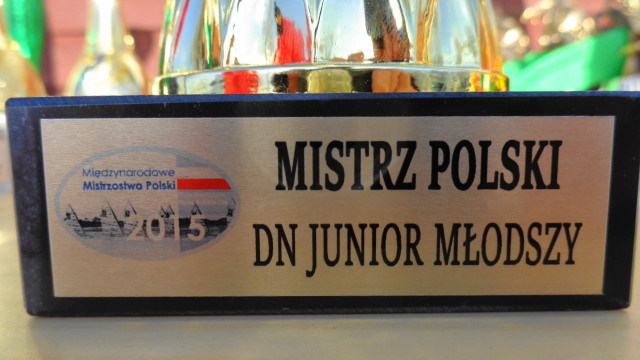 Międzynarodowe
Mistrzostwa Polski
2015
MISTRZ POLSKI
DN JUNIOR MŁODSZY